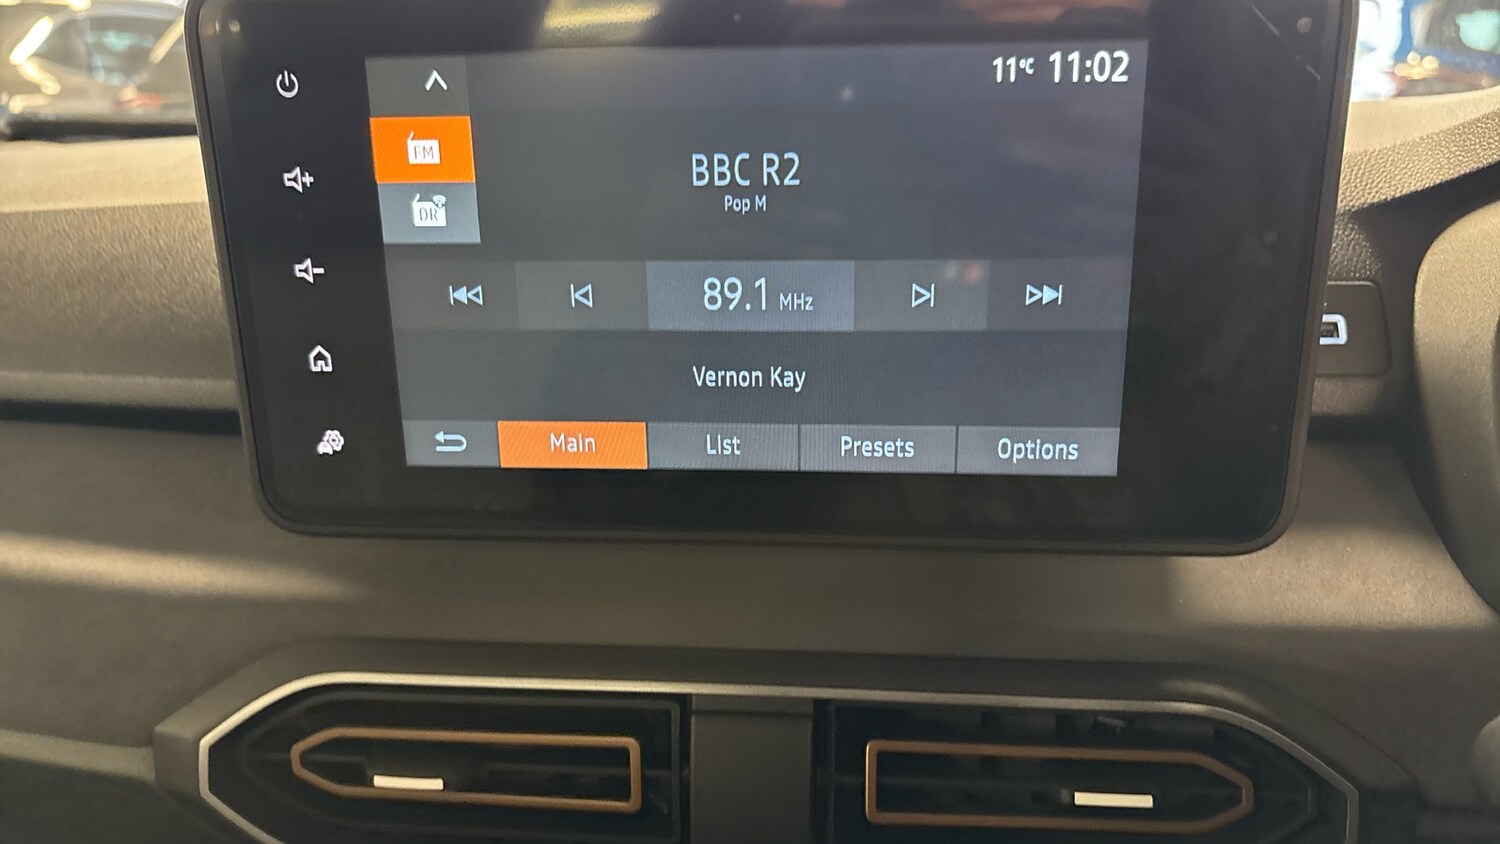 11°C 11:02
FM
BBC R2
Pop M
DR
89.1 MHz
Vernon Kay
Main List Presets Options